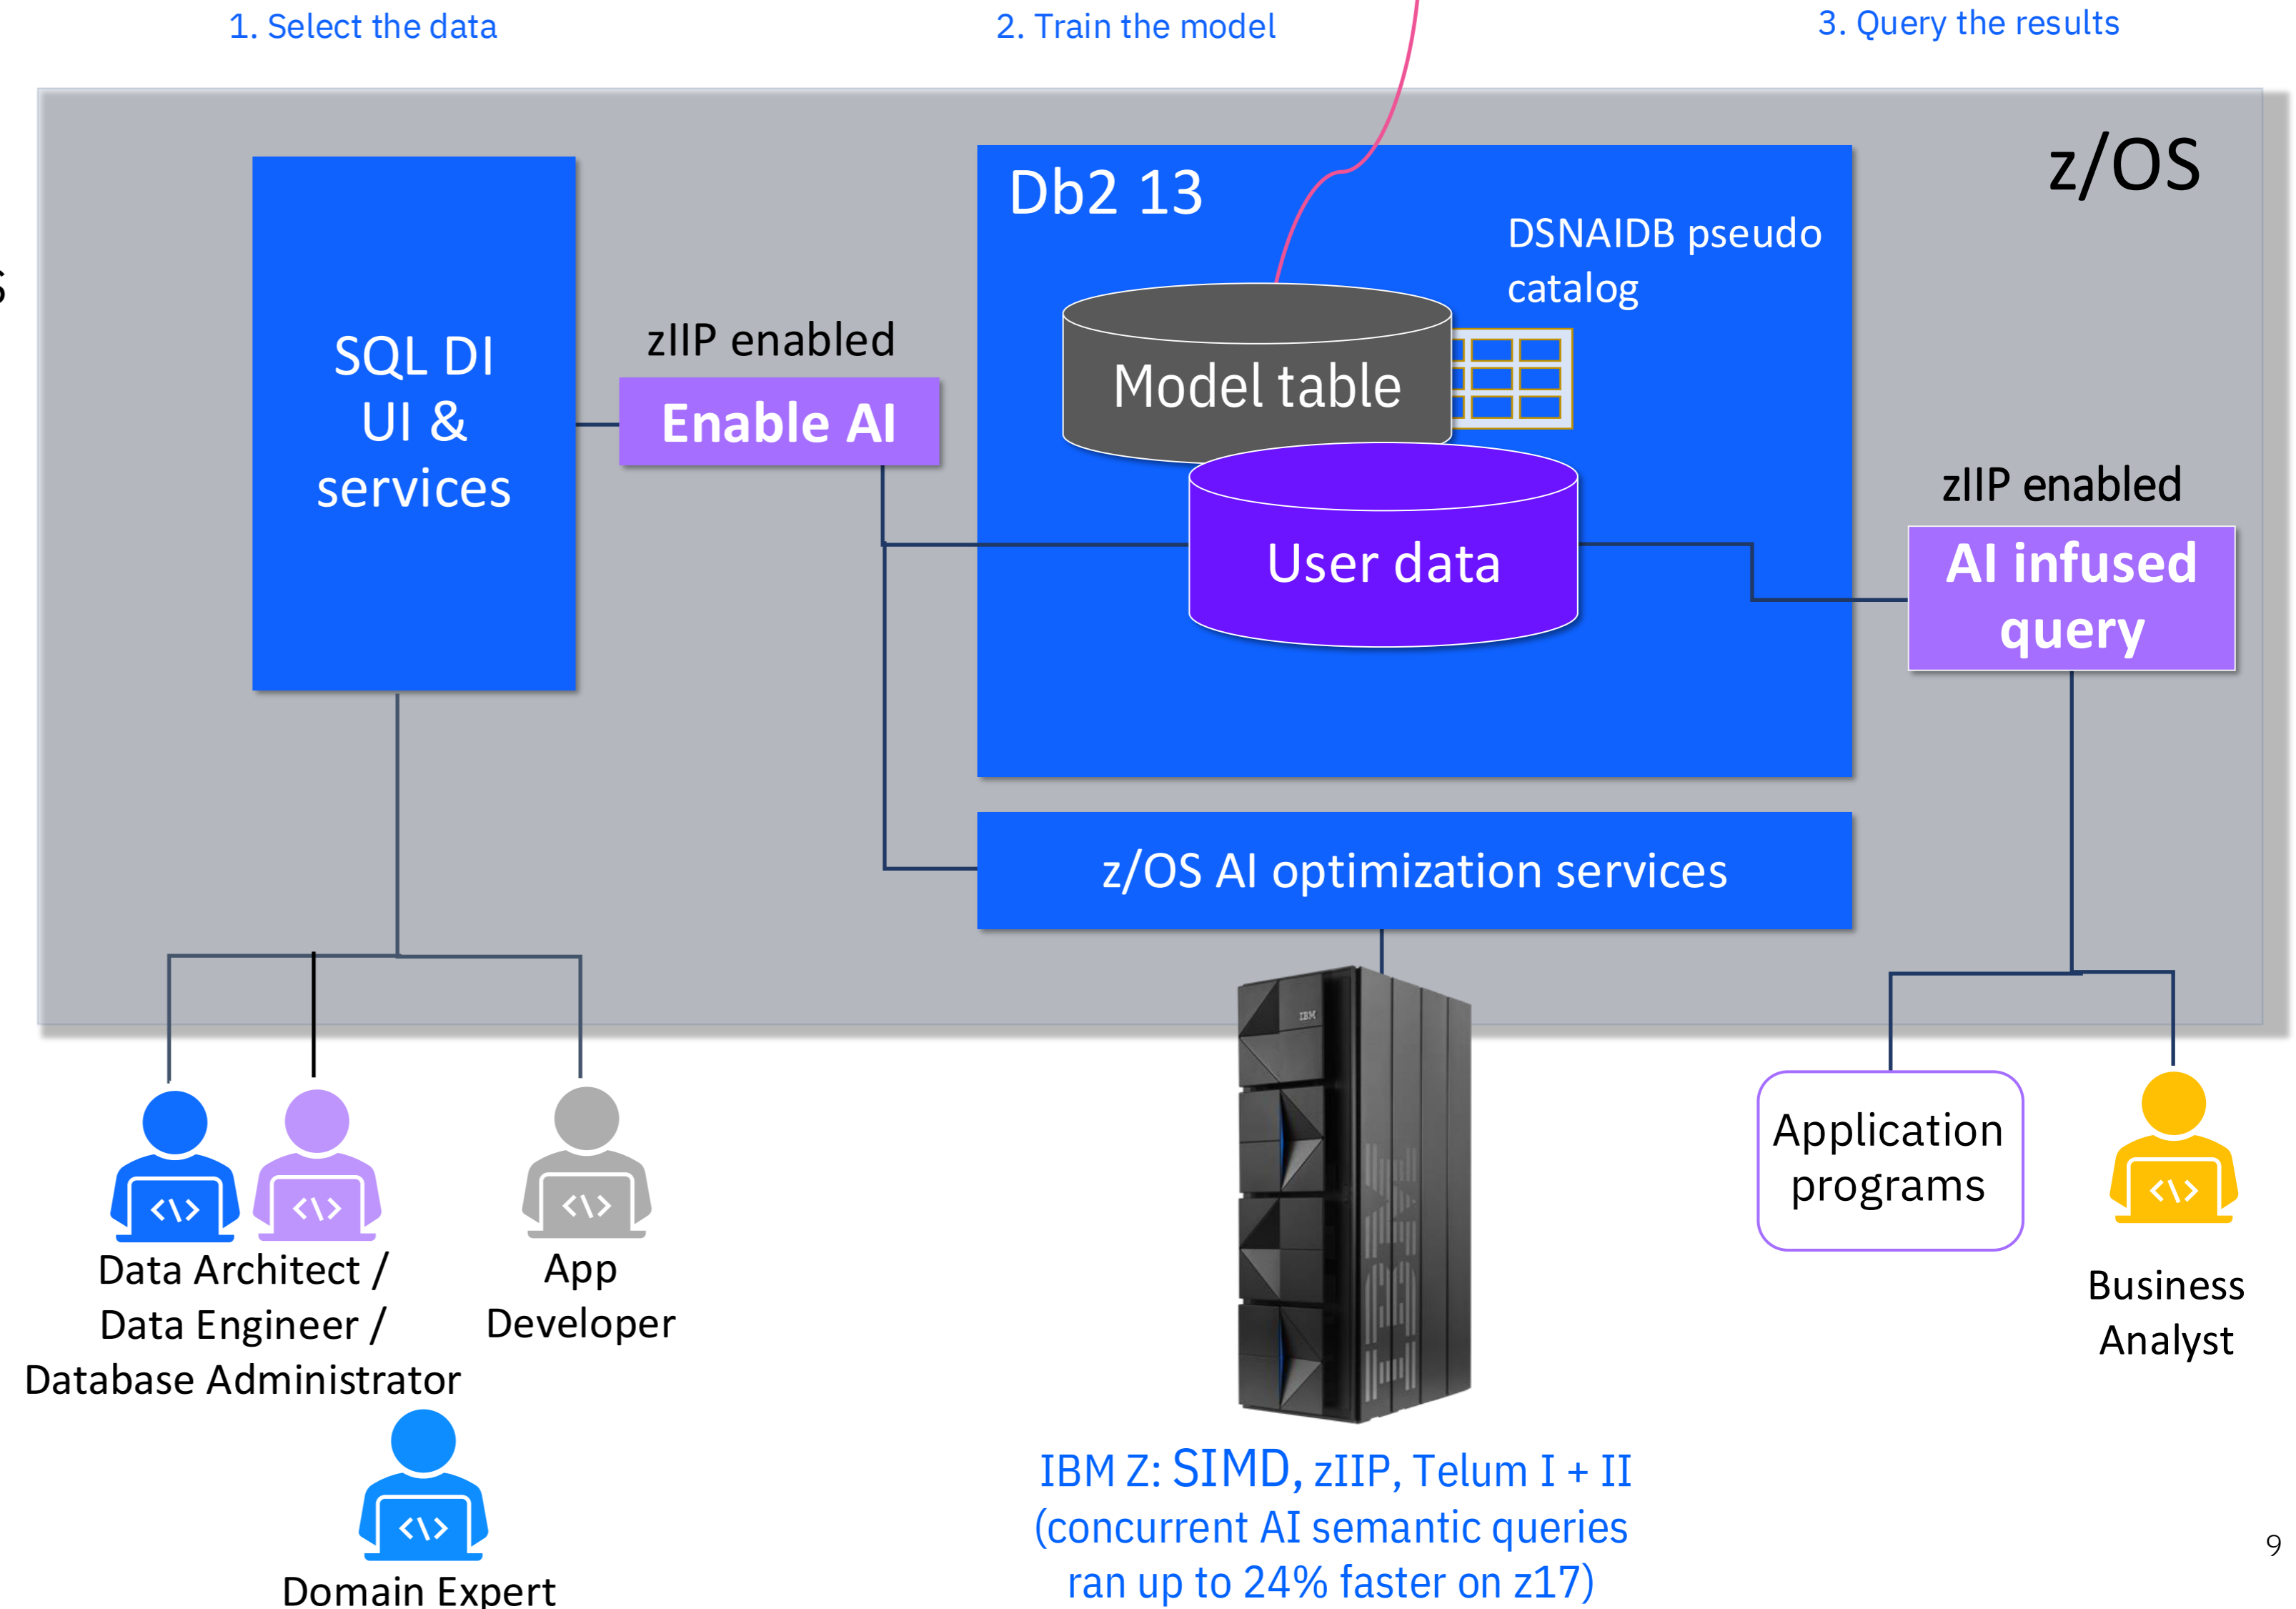 1. Select the data
2. Train the model
3. Query the results
z/OS
Db2 13
DSNAIDB pseudo
catalog
s
SQL DI
UI &
services
zIIP enabled
Enable AI
Model table
User data
zIIP enabled
AI infused
query
z/OS AI optimization services
IBM
IBM
</>
</>
</>
</>
Application
programs
Data Architect /
Data Engineer /
Database Administrator
App
Developer
Business
Analyst
</>
Domain Expert
IBM Z: SIMD, zIIP, Telum I + II
(concurrent AI semantic queries
ran up to 24% faster on z17)
9